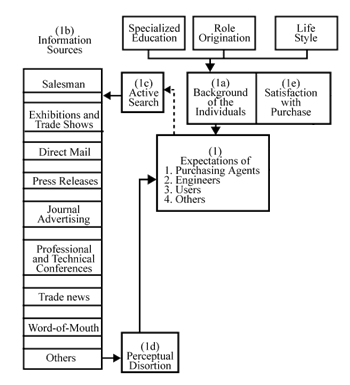 (1b)
Information
Sources
Salesman
Exhibitions and
Trade Shows
Direct Mail
Press Releases
Journal
Advertising
Professional
and Technical
Conferences
Trade news
Word-of-Mouth
Others
Specialized
Education
Role
Origination
Life
Style
(1c)
Active
Search
(1a)
Background
of the
Individuals
(1e)
Satisfaction
with
Purchase
(1)
Expectations of
1. Purchasing Agents
2. Engineers
3. Users
4. Others
(1d)
Perceptual
Disortion